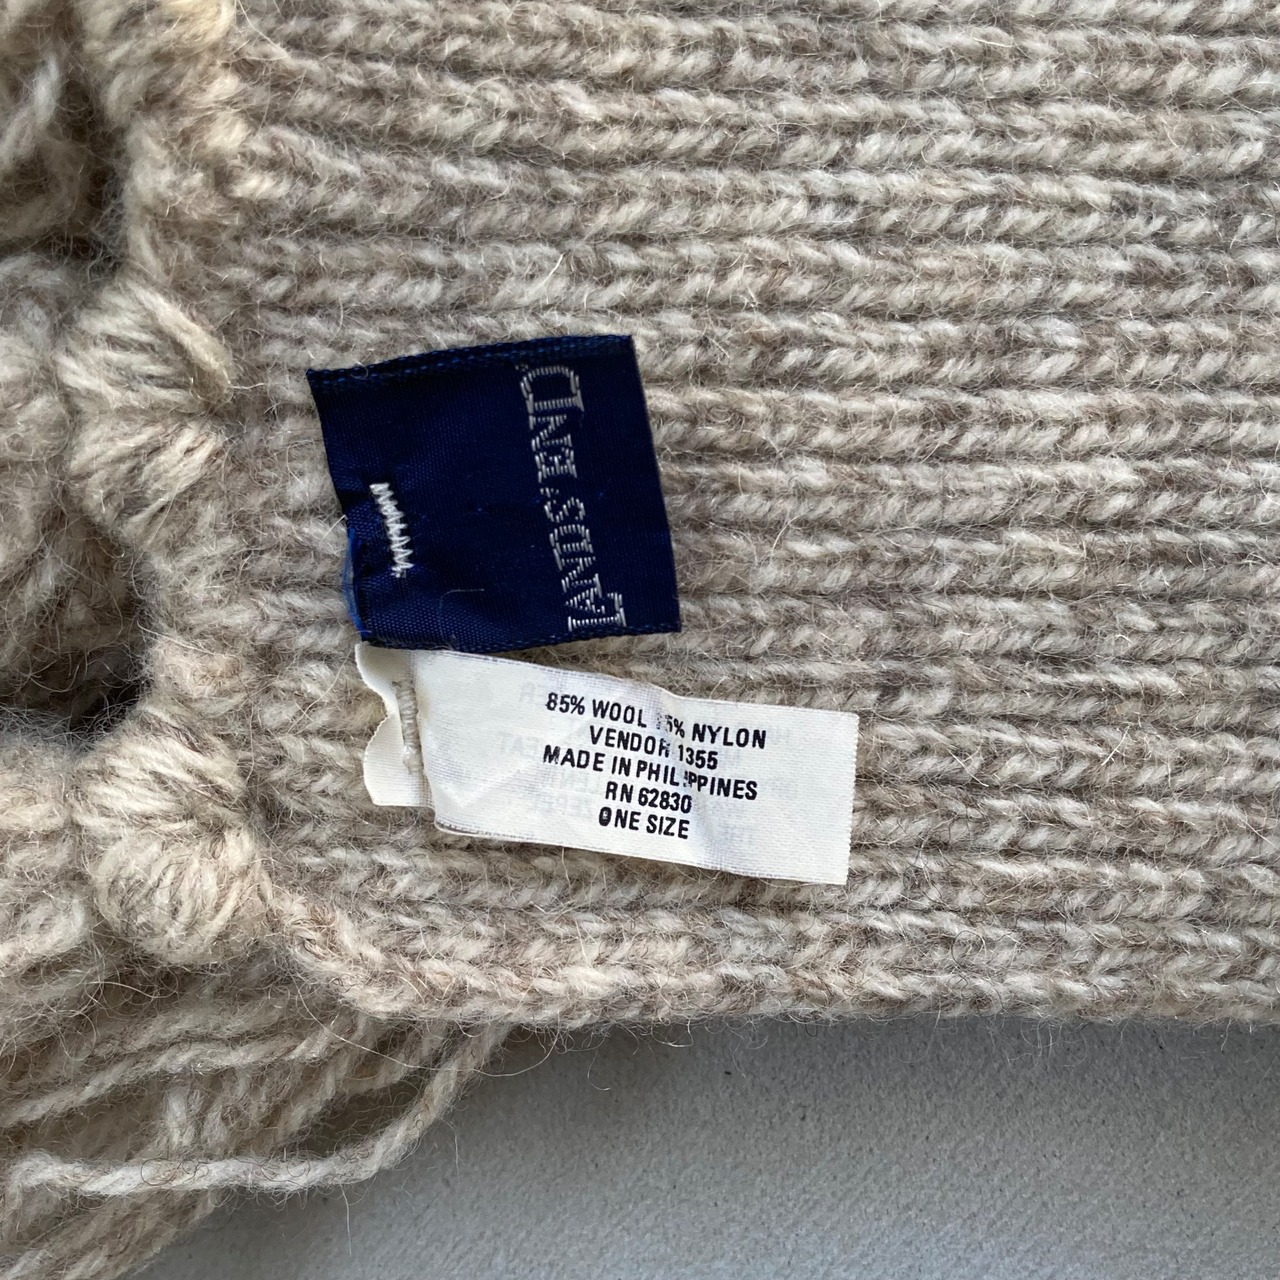 LANDS' END
85% WOOL 15% NYLON
VENDOR 1355
MADE IN PHILIPPINES
RN 62830
ONE SIZE